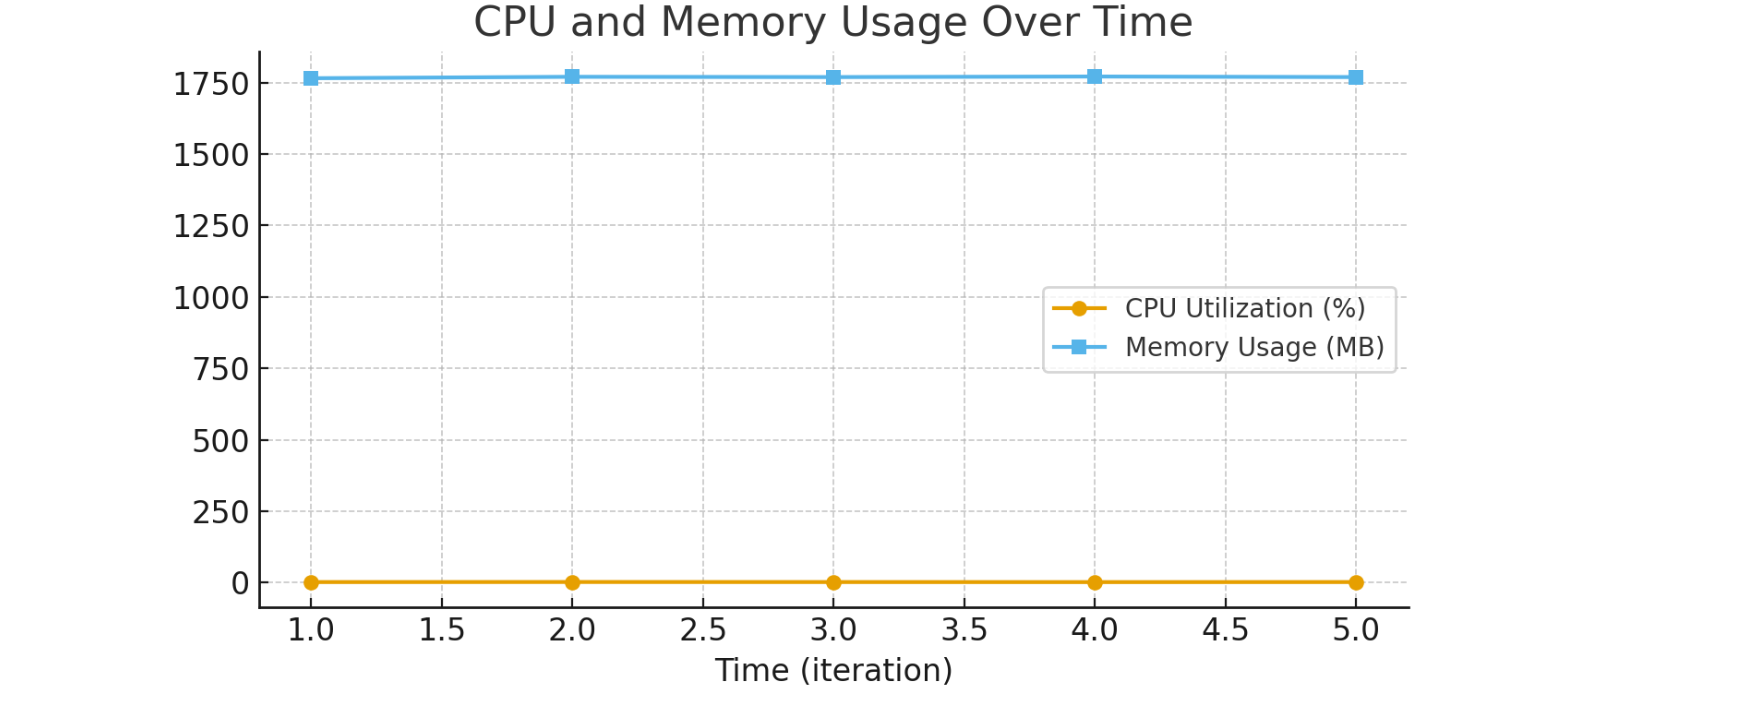 CPU and Memory Usage Over Time
1750
1500
1250
1000
750
500
250
0
CPU Utilization (%)
Memory Usage (MB)
1.0 1.5 2.0 2.5 3.0 3.5 4.0 4.5 5.0
Time (iteration)